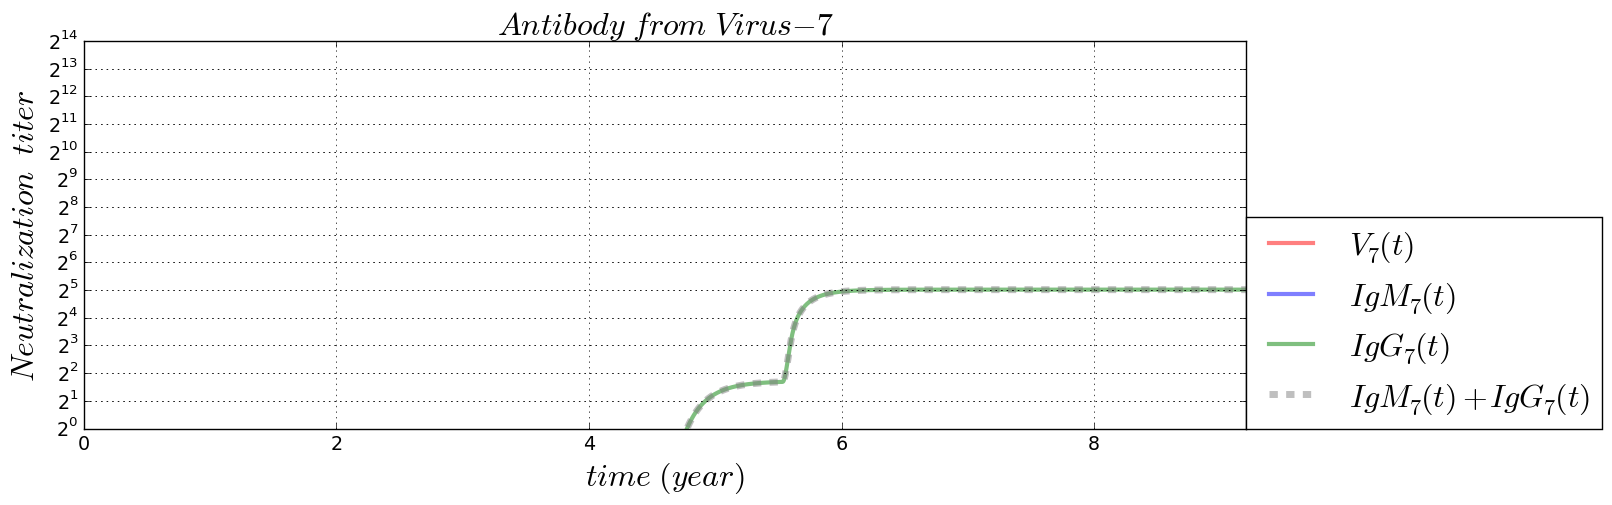 Antibody from Virus−7
Neutralization titer
2^14
2^13
2^12
2^11
2^10
2^9
2^8
2^7
2^6
2^5
2^4
2^3
2^2
2^1
2^0
0 2 4 6 8
time (year)
V_7(t)
IgM_7(t)
IgG_7(t)
IgM_7(t)+IgG_7(t)